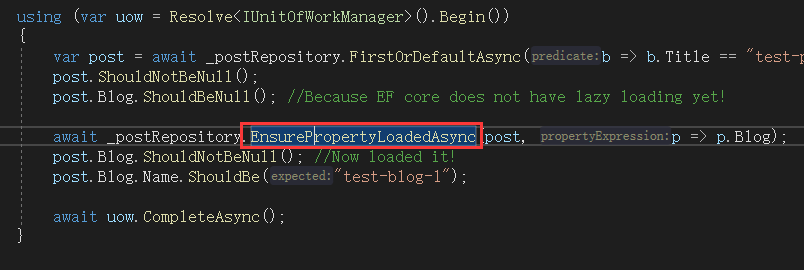 using (var uow = Resolve<IUnitOfWorkManager>().Begin())
{
var post = await _postRepository.FirstOrDefaultAsync(predicate: b => b.Title == "test-p
post.ShouldNotBeNull();
post.Blog.ShouldBeNull(); //Because EF core does not have lazy loading yet!
await _postRepository.EnsurePropertyLoadedAsync(post, propertyExpression: p => p.Blog);
post.Blog.ShouldNotBeNull(); //Now loaded it!
post.Blog.Name.ShouldBe(expected: "test-blog-1");
await uow.CompleteAsync();
}